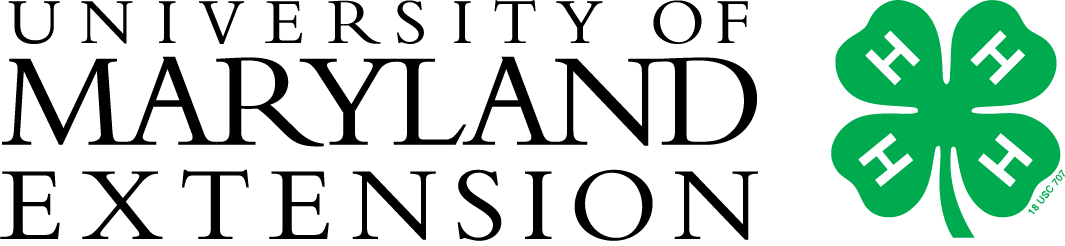 UNIVERSITY OF
MARYLAND
EXTENSION
H H
H H
18 USC 707